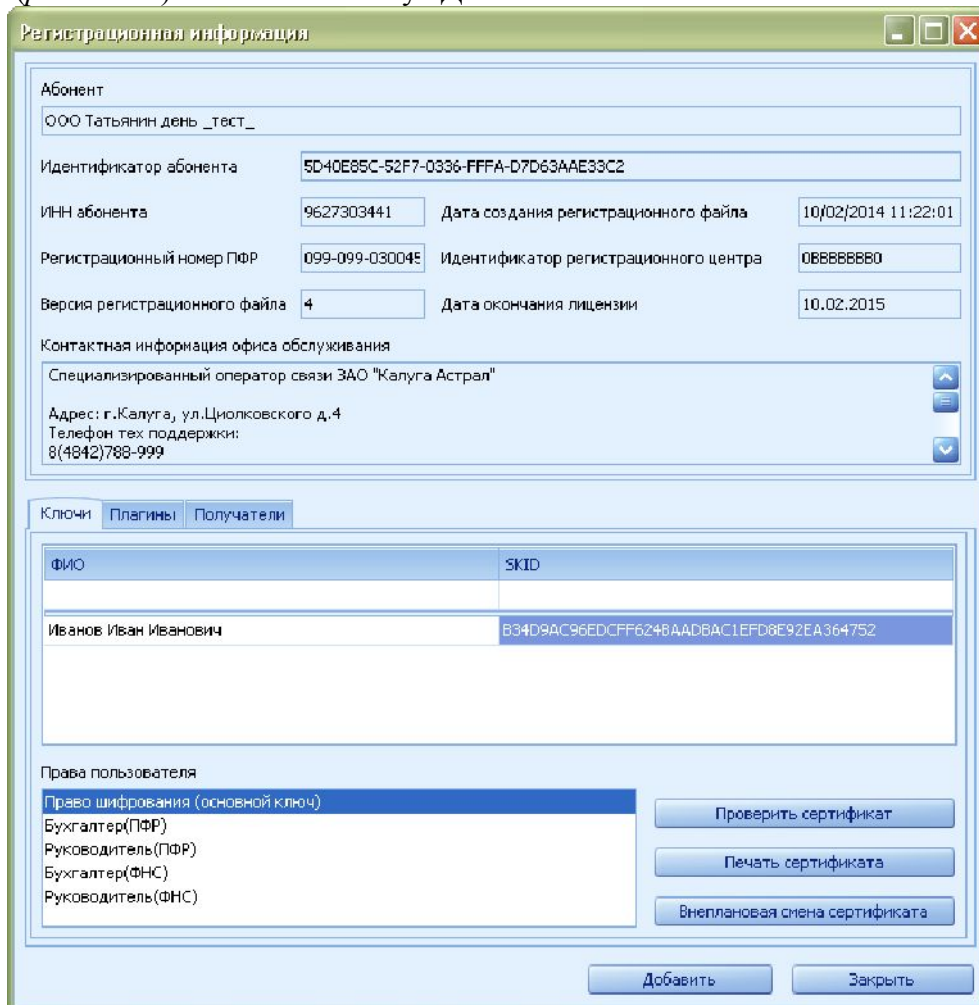 Регистрационная информация
Абонент
ООО Татьянин день _тест_
Идентификатор абонента 5D40E85C-52F7-0336-FFFA-D7D63AAE33C2
ИНН абонента 9627303441 Дата создания регистрационного файла 10/02/2014 11:22:01
Регистрационный номер ПФР 099-099-030045 Идентификатор регистрационного центра 0BBBBBBB0
Версия регистрационного файла 4 Дата окончания лицензии 10.02.2015
Контактная информация офиса обслуживания
Специализированный оператор связи ЗАО "Калуга Астрал"
Адрес: г.Калуга, ул.Циолковского д.4
Телефон тех поддержки:
8(4842)788-999
Ключи Плагины Получатели
ФИО SKID
Иванов Иван Иванович B34D9AC96EDCFF624BAADBAC1EFD8E92EA364752
Права пользователя
Право шифрования (основной ключ)
Бухгалтер(ПФР)
Руководитель(ПФР)
Бухгалтер(ФНС)
Руководитель(ФНС)
Проверить сертификат
Печать сертификата
Внеплановая смена сертификата
Добавить Закрыть